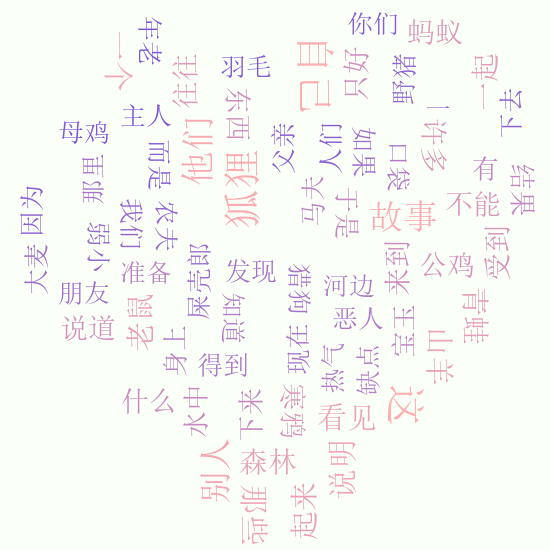 年老
你们
蚂蚁
一个
往往
羽毛
自己
只好
野猪
一起
下去
东西
主人
母鸡
他们
父亲
人们
如果
口袋
一
许多
而是
那里
狐狸
马夫
于是
有
不能
结果
因为
大麦
弱小
我们
农夫
故事
受到
屎壳郎
来到
公鸡
准备
发现
猎狗
河边
朋友
老鼠
知道
恶人
宝玉
青蛙
说道
身上
得到
现在
热气
缺点
山羊
什么
水中
下来
寒鸦
看见
这
别人
森林
说明
那些
起来